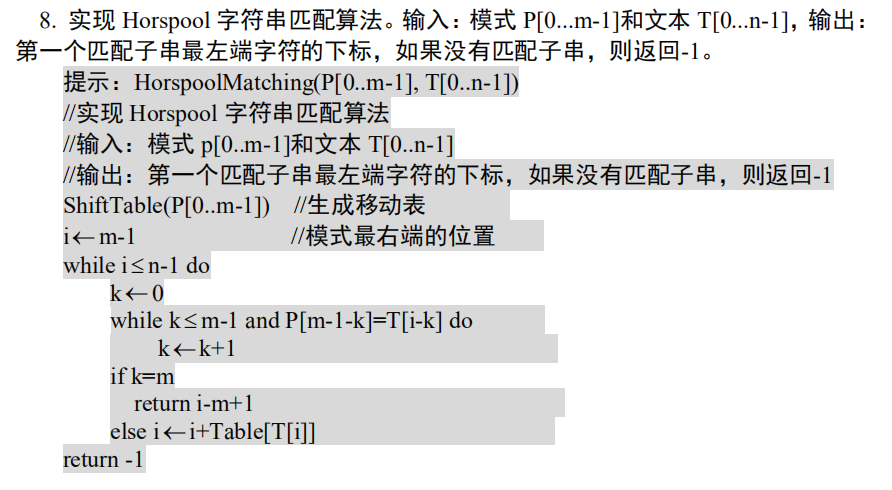 8. 实现 Horspool 字符串匹配算法。输入：模式 P[0...m-1]和文本 T[0...n-1]，输出：
第一个匹配子串最左端字符的下标，如果没有匹配子串，则返回-1。
提示：HorspoolMatching(P[0..m-1], T[0..n-1])
//实现 Horspool 字符串匹配算法
//输入：模式 p[0..m-1]和文本 T[0..n-1]
//输出：第一个匹配子串最左端字符的下标，如果没有匹配子串，则返回-1
ShiftTable(P[0..m-1]) //生成移动表
i←m-1 //模式最右端的位置
while i≤n-1 do
k←0
while k≤m-1 and P[m-1-k]=T[i-k] do
k←k+1
if k=m
return i-m+1
else i←i+Table[T[i]]
return -1